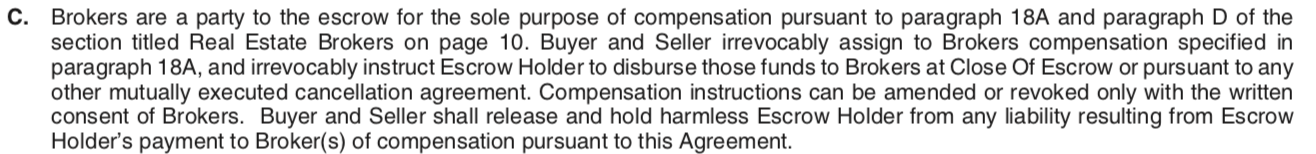 C. Brokers are a party to the escrow for the sole purpose of compensation pursuant to paragraph 18A and paragraph D of the
section titled Real Estate Brokers on page 10. Buyer and Seller irrevocably assign to Brokers compensation specified in
paragraph 18A, and irrevocably instruct Escrow Holder to disburse those funds to Brokers at Close Of Escrow or pursuant to any
other mutually executed cancellation agreement. Compensation instructions can be amended or revoked only with the written
consent of Brokers. Buyer and Seller shall release and hold harmless Escrow Holder from any liability resulting from Escrow
Holder's payment to Broker(s) of compensation pursuant to this Agreement.